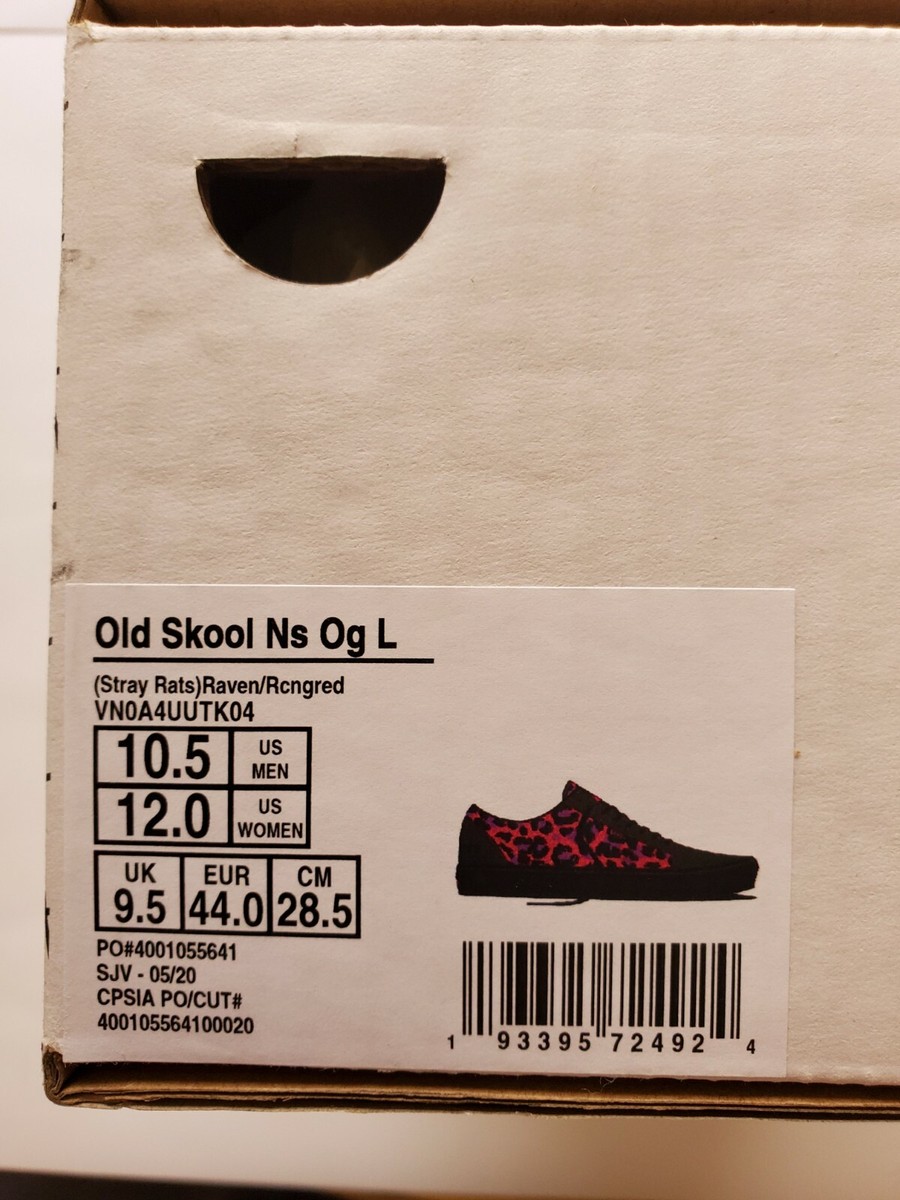 Old Skool Ns Og L
(Stray Rats)Raven/Rcngred
VN0A4UUTK04
10.5 US MEN
12.0 US WOMEN
UK EUR CM
9.5 44.0 28.5
PO#4001055641
SJV - 05/20
CPSIA PO/CUT#
400105564100020
1 93395 72492 4